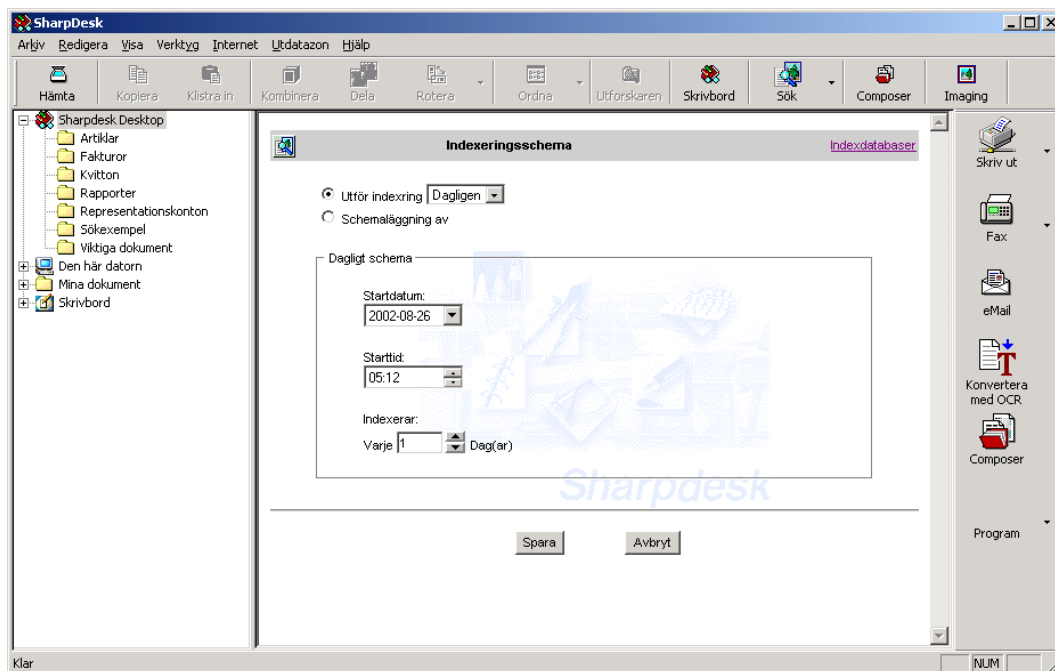 SharpDesk
Arkiv Redigera Visa Verktyg Internet Utdatazon Hjälp
Hämta Kopiera Klistra in Kombinera Dela Rotera Ordna Utforskaren Skrivbord Sök Composer Imaging
Sharpdesk Desktop
Artiklar
Fakturor
Kvitton
Rapporter
Representationskonton
Sökexempel
Viktiga dokument
Den här datorn
Mina dokument
Skrivbord
Indexeringsschema Indexdatabaser
Utför indexring Dagligen
Schemaläggning av
Dagligt schema
Startdatum:
2002-08-26
Starttid:
05:12
Indexerar:
Varje 1 Dag(ar)
Sharpdesk
Spara Avbryt
Skriv ut
Fax
eMail
Konvertera
med OCR
Composer
Program
Klar NUM